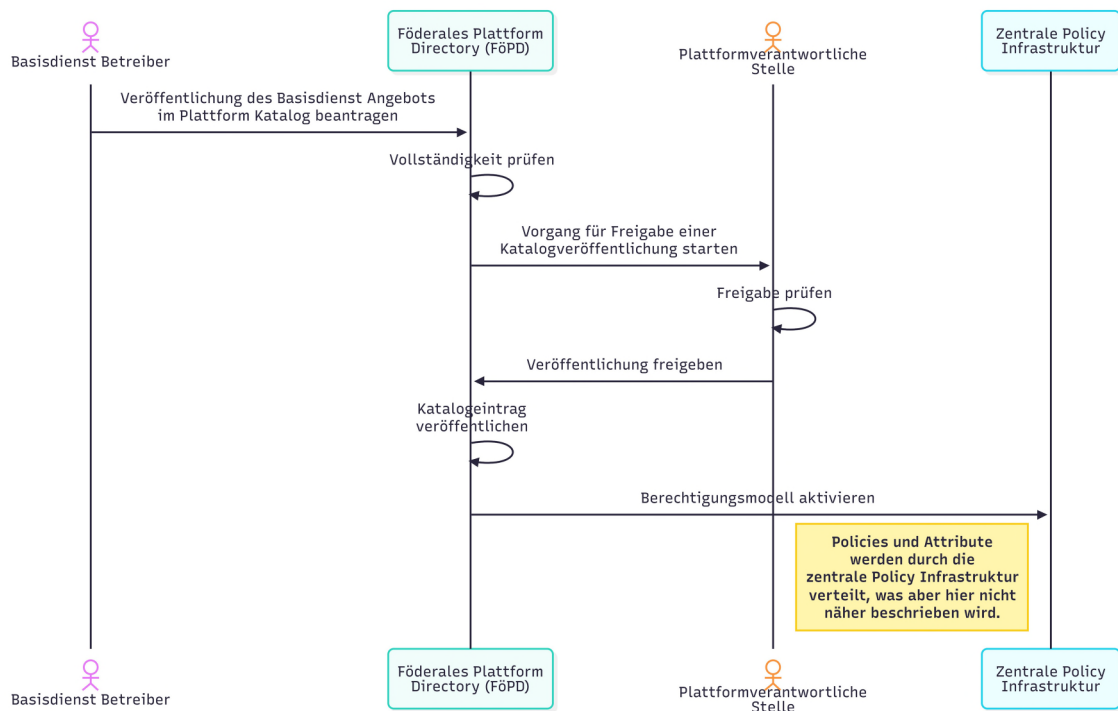 Basisdienst Betreiber
Föderales Plattform
Directory (FöPD)
Plattformverantwortliche
Stelle
Zentrale Policy
Infrastruktur
Veröffentlichung des Basisdienst Angebots
im Plattform Katalog beantragen
Vollständigkeit prüfen
Vorgang für Freigabe einer
Katalogveröffentlichung starten
Freigabe prüfen
Veröffentlichung freigeben
Katalogeintrag
veröffentlichen
Berechtigungsmodell aktivieren
Policies und Attribute
werden durch die
zentrale Policy Infrastruktur
verteilt, was aber hier nicht
näher beschrieben wird.
Basisdienst Betreiber
Föderales Plattform
Directory (FöPD)
Plattformverantwortliche
Stelle
Zentrale Policy
Infrastruktur